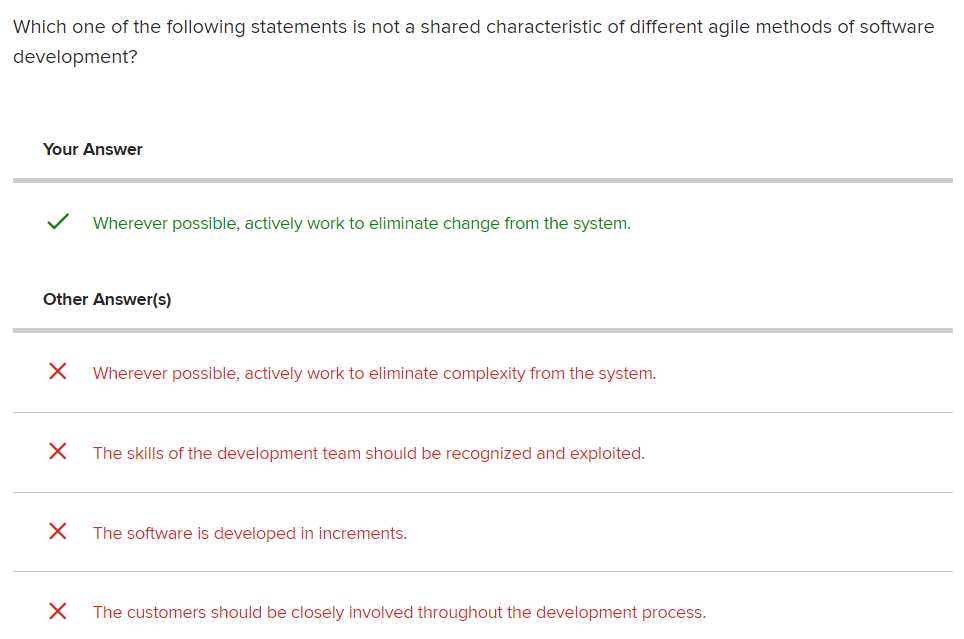 Which one of the following statements is not a shared characteristic of different agile methods of software
development?
Your Answer
Wherever possible, actively work to eliminate change from the system.
Other Answer(s)
Wherever possible, actively work to eliminate complexity from the system.
The skills of the development team should be recognized and exploited.
The software is developed in increments.
The customers should be closely involved throughout the development process.